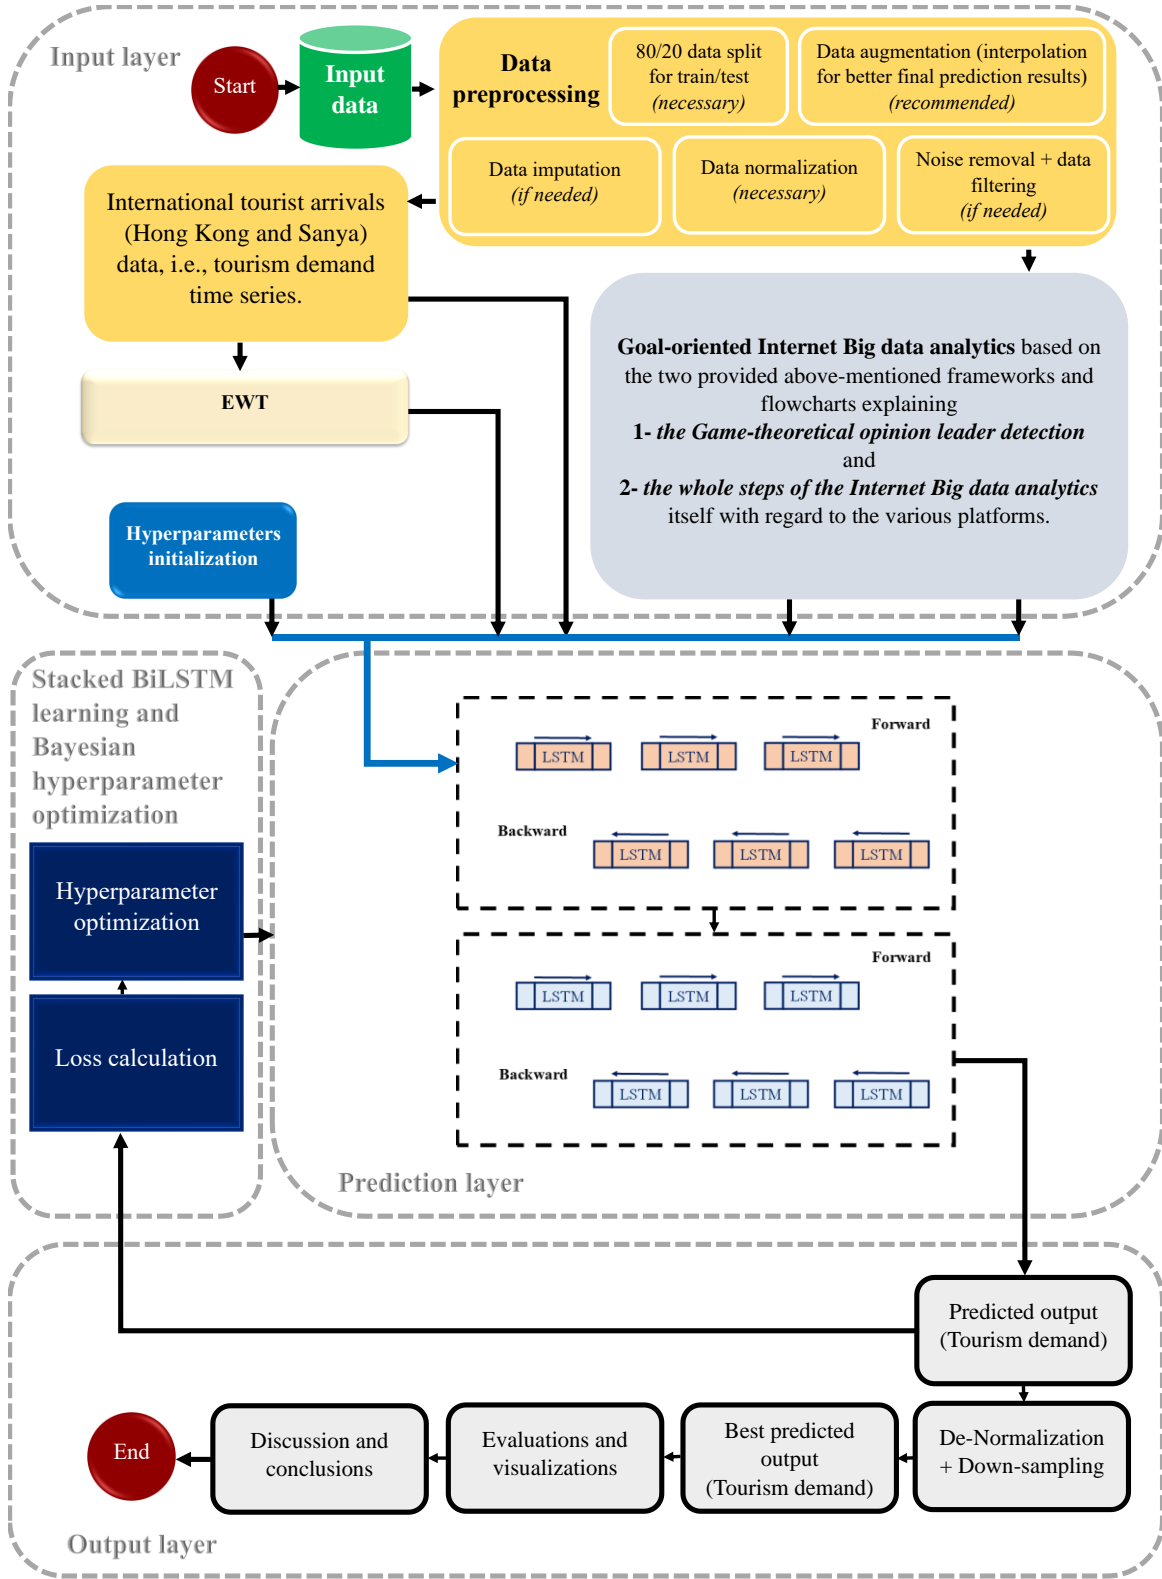 Input layer
Start
Input
data
Data
preprocessing
80/20 data split
for train/test
(necessary)
Data augmentation (interpolation
for better final prediction results)
(recommended)
Data imputation
(if needed)
Data normalization
(necessary)
Noise removal + data
filtering
(if needed)
International tourist arrivals
(Hong Kong and Sanya)
data, i.e., tourism demand
time series.
EWT
Goal-oriented Internet Big data analytics based on
the two provided above-mentioned frameworks and
flowcharts explaining
1- the Game-theoretical opinion leader detection
and
2- the whole steps of the Internet Big data analytics
itself with regard to the various platforms.
Hyperparameters
initialization
Stacked BiLSTM
learning and
Bayesian
hyperparameter
optimization
Hyperparameter
optimization
Loss calculation
Forward
LSTM
LSTM
LSTM
Backward
LSTM
LSTM
LSTM
Forward
LSTM
LSTM
LSTM
Backward
LSTM
LSTM
LSTM
Prediction layer
Predicted output
(Tourism demand)
De-Normalization
+ Down-sampling
Best predicted
output
(Tourism demand)
Evaluations and
visualizations
Discussion and
conclusions
End
Output layer